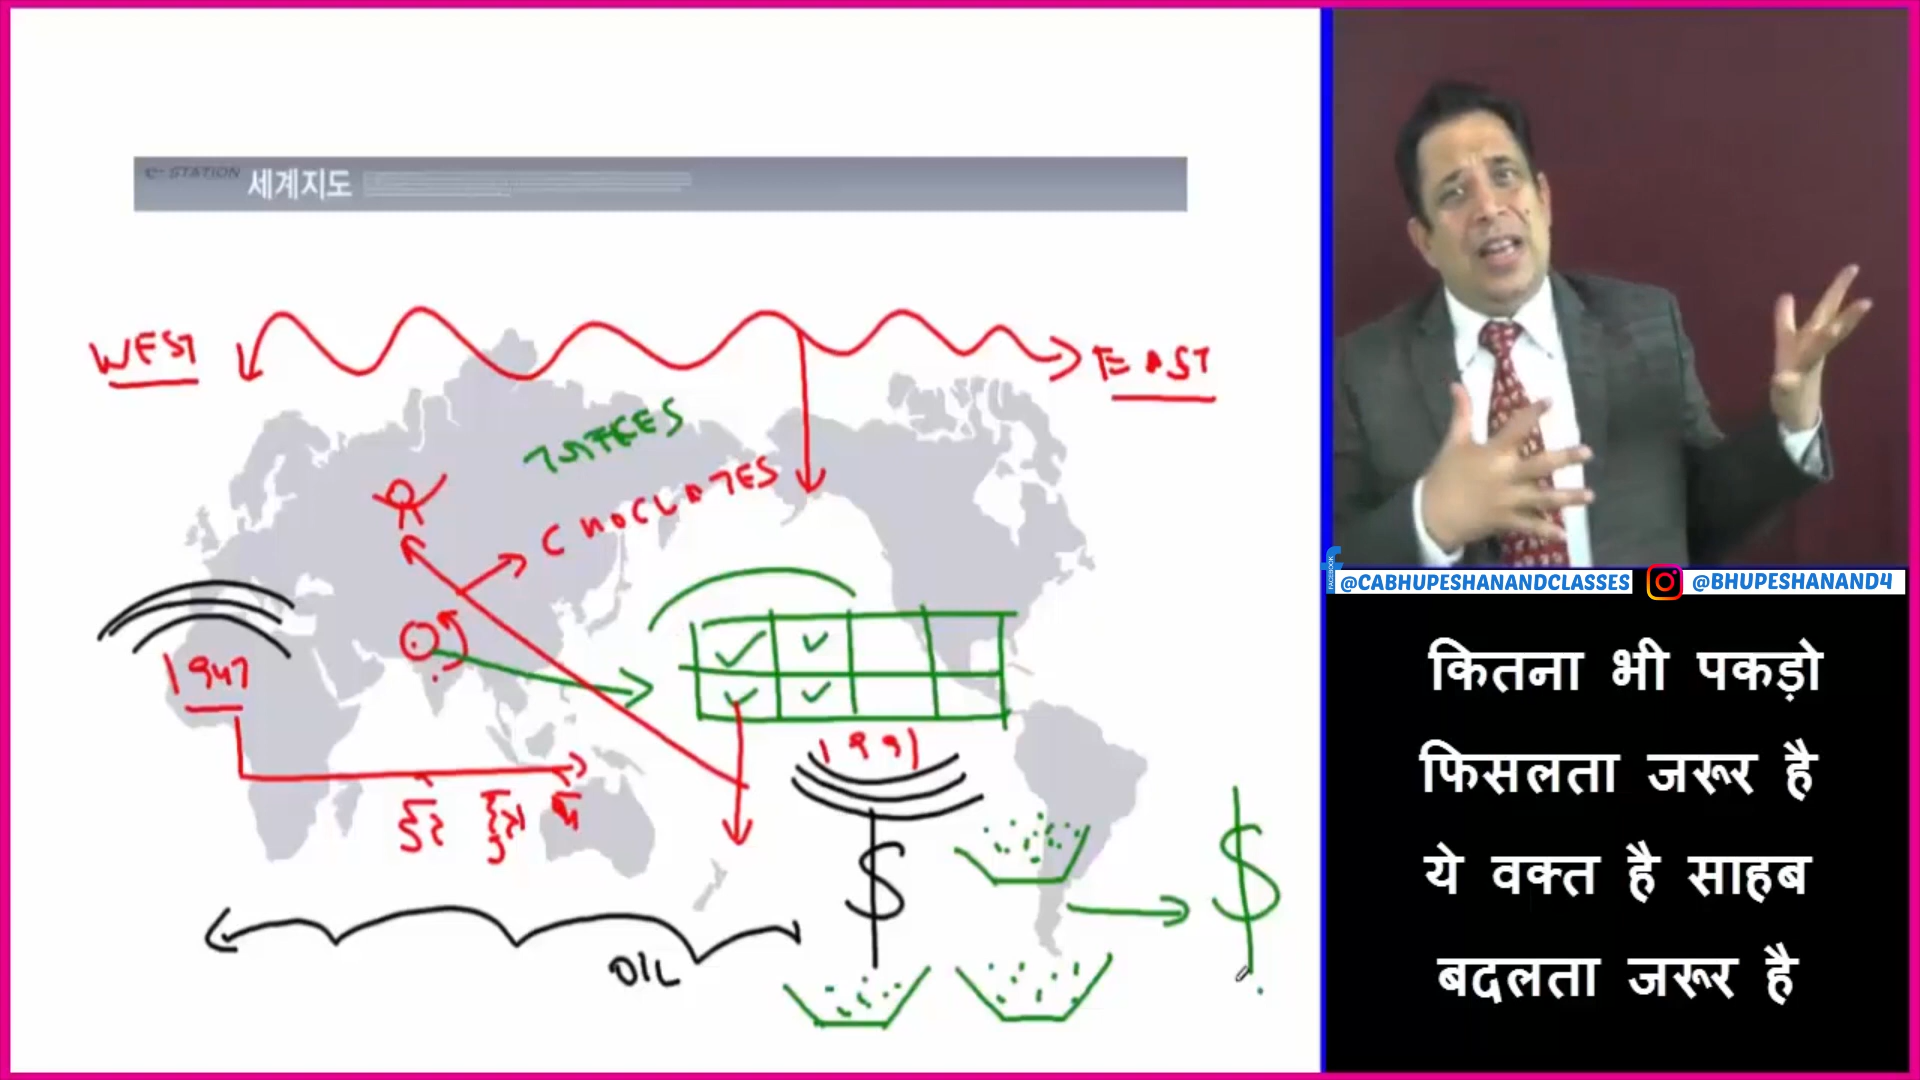 e-STATION 세계지도
WEST
EAST
CHOCLATES
1947
1991
$
$
OIL
@CABHUPESHANANDCLASSES
@BHUPESHANAND4
कितना भी पकड़ो
फिसलता जरूर है
ये वक्त है साहब
बदलता जरूर है